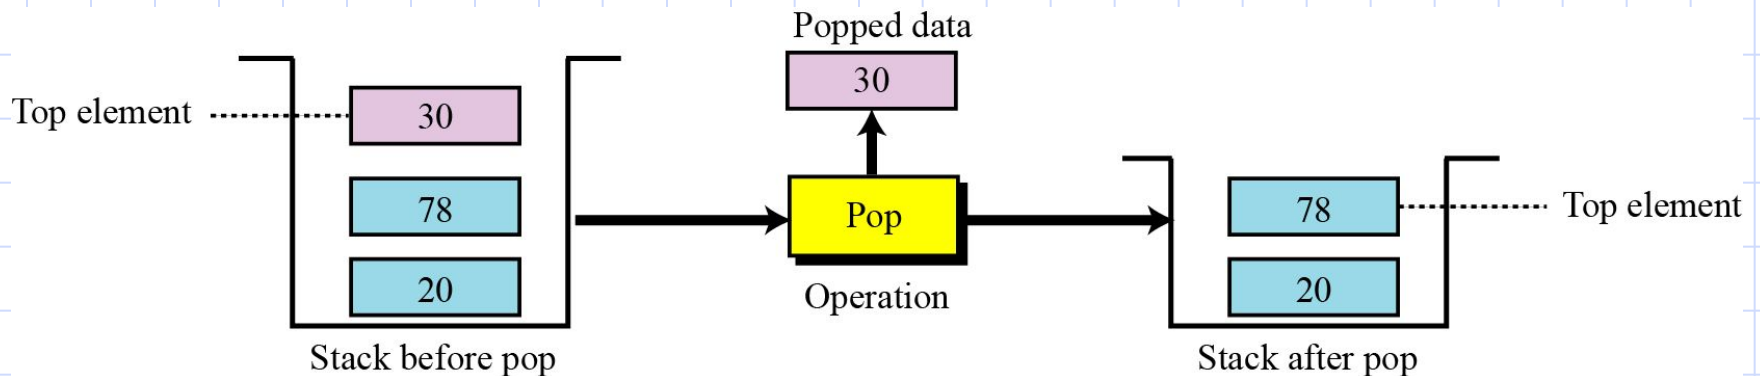 Popped data
30
Top element
30
78
20
Stack before pop
Pop
Operation
78
Top element
20
Stack after pop